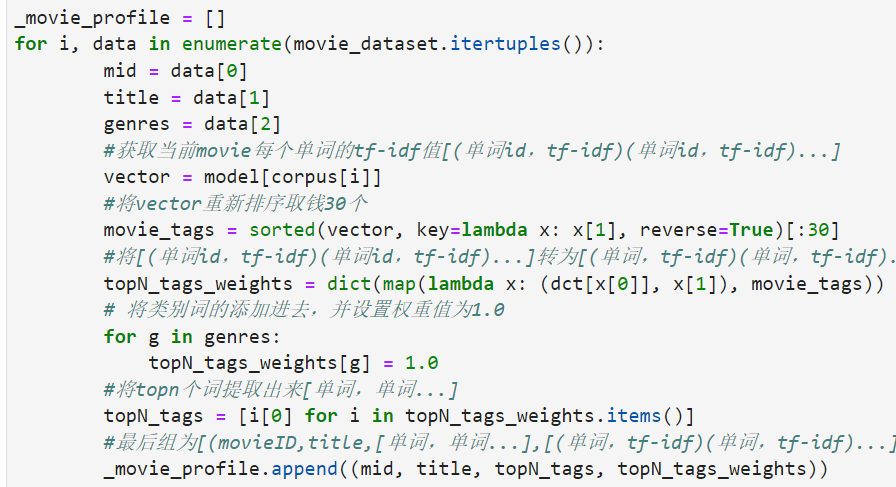 _movie_profile = []
for i, data in enumerate(movie_dataset.itertuples()):
        mid = data[0]
        title = data[1]
        genres = data[2]
        #获取当前movie每个单词的tf-idf值[(单词id，tf-idf)(单词id，tf-idf)...]
        vector = model[corpus[i]]
        #将vector重新排序取钱30个
        movie_tags = sorted(vector, key=lambda x: x[1], reverse=True)[:30]
        #将[(单词id，tf-idf)(单词id，tf-idf)...]转为[(单词，tf-idf)(单词，tf-idf).
        topN_tags_weights = dict(map(lambda x: (dct[x[0]], x[1]), movie_tags))
        # 将类别词的添加进去，并设置权重值为1.0
        for g in genres:
            topN_tags_weights[g] = 1.0
        #将topn个词提取出来[单词，单词...]
        topN_tags = [i[0] for i in topN_tags_weights.items()]
        #最后组为[(movieID,title,[单词，单词...],[(单词，tf-idf)(单词，tf-idf)...]
        _movie_profile.append((mid, title, topN_tags, topN_tags_weights))